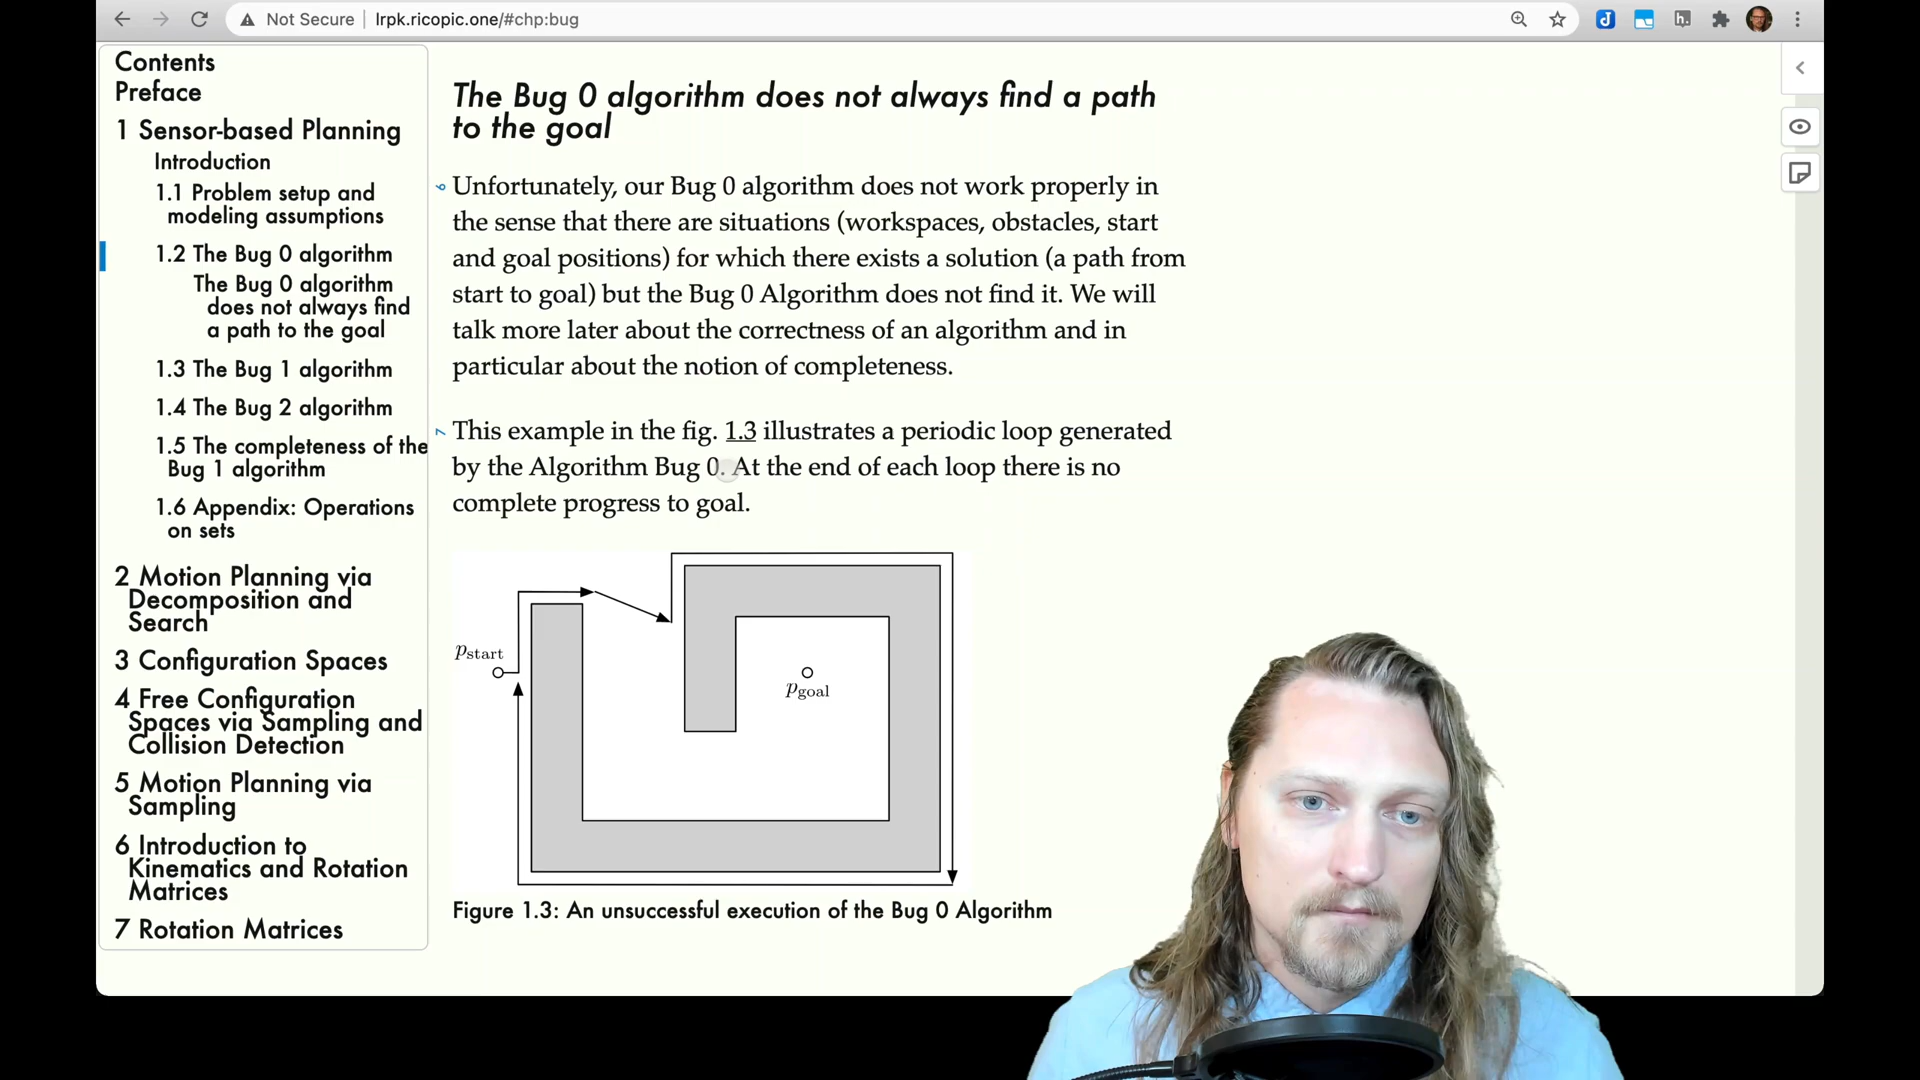 Not Secure
lrpk.ricopic.one/#chp:bug
Contents
Preface
1 Sensor-based Planning
Introduction
1.1 Problem setup and
modeling assumptions
1.2 The Bug 0 algorithm
The Bug 0 algorithm
does not always find
a path to the goal
1.3 The Bug 1 algorithm
1.4 The Bug 2 algorithm
1.5 The completeness of the
Bug 1 algorithm
1.6 Appendix: Operations
on sets
2 Motion Planning via
Decomposition and
Search
3 Configuration Spaces
4 Free Configuration
Spaces via Sampling and
Collision Detection
5 Motion Planning via
Sampling
6 Introduction to
Kinematics and Rotation
Matrices
7 Rotation Matrices
The Bug 0 algorithm does not always find a path
to the goal
6 Unfortunately, our Bug 0 algorithm does not work properly in
the sense that there are situations (workspaces, obstacles, start
and goal positions) for which there exists a solution (a path from
start to goal) but the Bug 0 Algorithm does not find it. We will
talk more later about the correctness of an algorithm and in
particular about the notion of completeness.
7 This example in the fig. 1.3 illustrates a periodic loop generated
by the Algorithm Bug 0. At the end of each loop there is no
complete progress to goal.
pstart
pgoal
Figure 1.3: An unsuccessful execution of the Bug 0 Algorithm